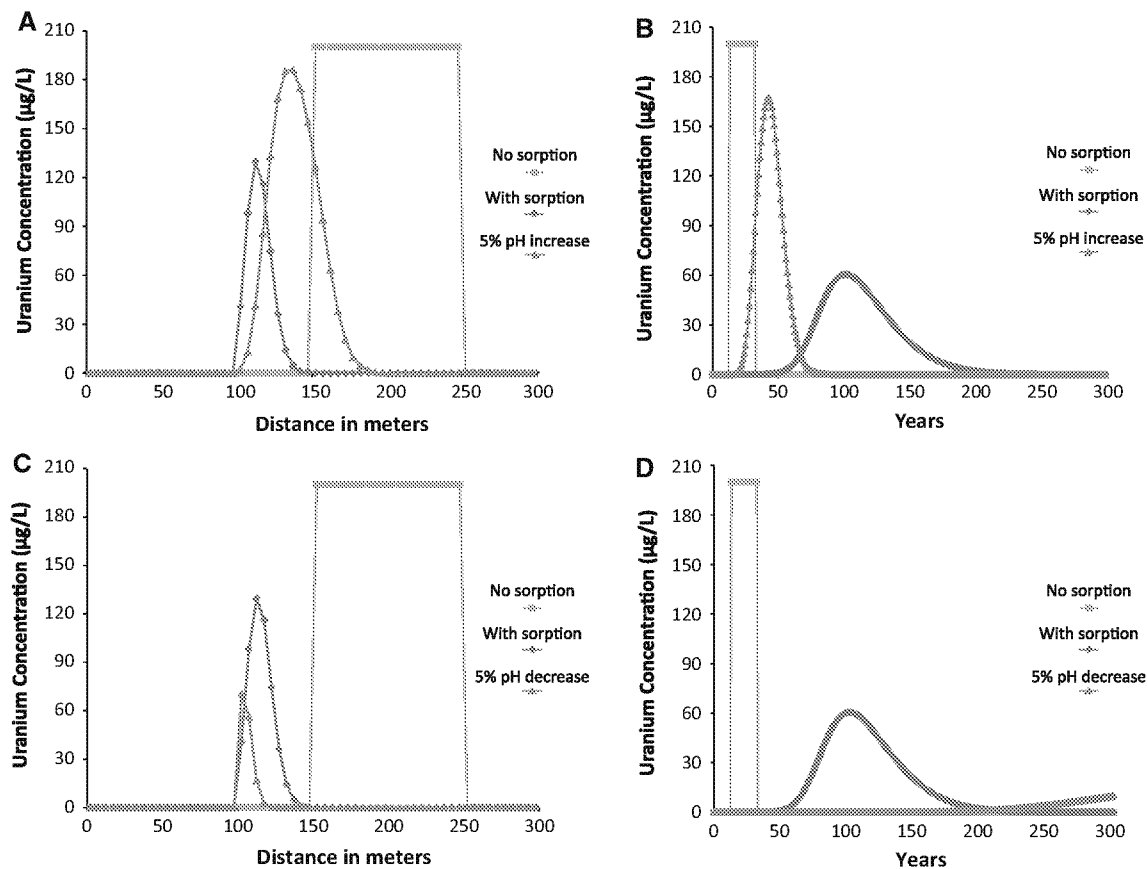 A
Uranium Concentration (µg/L)
210
180
150
120
90
60
30
0
0 50 100 150 200 250 300
Distance in meters
No sorption
With sorption
5% pH increase
B
Uranium Concentration (µg/L)
210
180
150
120
90
60
30
0
0 50 100 150 200 250 300
Years
No sorption
With sorption
5% pH increase
C
Uranium Concentration (µg/L)
210
180
150
120
90
60
30
0
0 50 100 150 200 250 300
Distance in meters
No sorption
With sorption
5% pH decrease
D
Uranium Concentration (µg/L)
210
180
150
120
90
60
30
0
0 50 100 150 200 250 300
Years
No sorption
With sorption
5% pH decrease